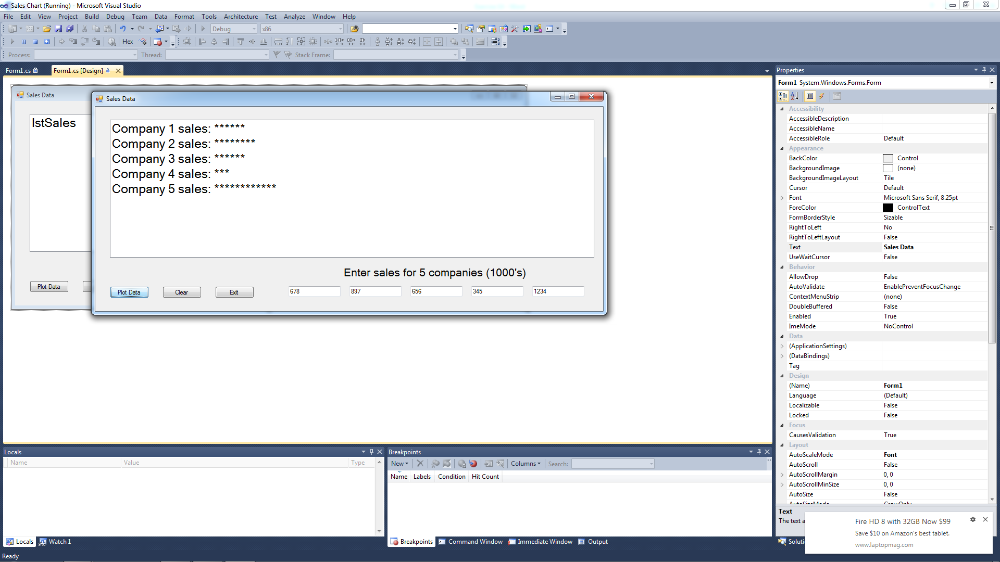 Sales Chart (Running) - Microsoft Visual Studio
File Edit View Project Build Debug Team Data Format Tools Architecture Test Analyze Window Help
Debug x86
Hex
Process: Thread: Stack Frame:
Form1.cs Form1.cs [Design]
Sales Data
lstSales
Plot Data
Sales Data
Company 1 sales: ******
Company 2 sales: ********
Company 3 sales: ******
Company 4 sales: ***
Company 5 sales: ************
Enter sales for 5 companies (1000's)
Plot Data Clear Exit 678 897 656 345 1234
Properties
Form1 System.Windows.Forms.Form
Accessibility
AccessibleDescription
AccessibleName
AccessibleRole Default
Appearance
BackColor Control
BackgroundImage (none)
BackgroundImageLayout Tile
Cursor Default
Font Microsoft Sans Serif, 8.25pt
ForeColor ControlText
FormBorderStyle Sizable
RightToLeft No
RightToLeftLayout False
Text Sales Data
UseWaitCursor False
Behavior
AllowDrop False
AutoValidate EnablePreventFocusChange
ContextMenuStrip (none)
DoubleBuffered False
Enabled True
ImeMode NoControl
Data
(ApplicationSettings)
(DataBindings)
Tag
Design
(Name) Form1
Language (Default)
Localizable False
Locked False
Focus
CausesValidation True
Layout
AutoScaleMode Font
AutoScroll False
AutoScrollMargin 0, 0
AutoScrollMinSize 0, 0
AutoSize False
Text
The text a
Locals
Name Value Type
Locals Watch 1
Breakpoints
New Columns Search:
Name Labels Condition Hit Count
Breakpoints Command Window Immediate Window Output
Soluti
Fire HD 8 with 32GB Now $99
Save $10 on Amazon's best tablet.
www.laptopmag.com
Ready